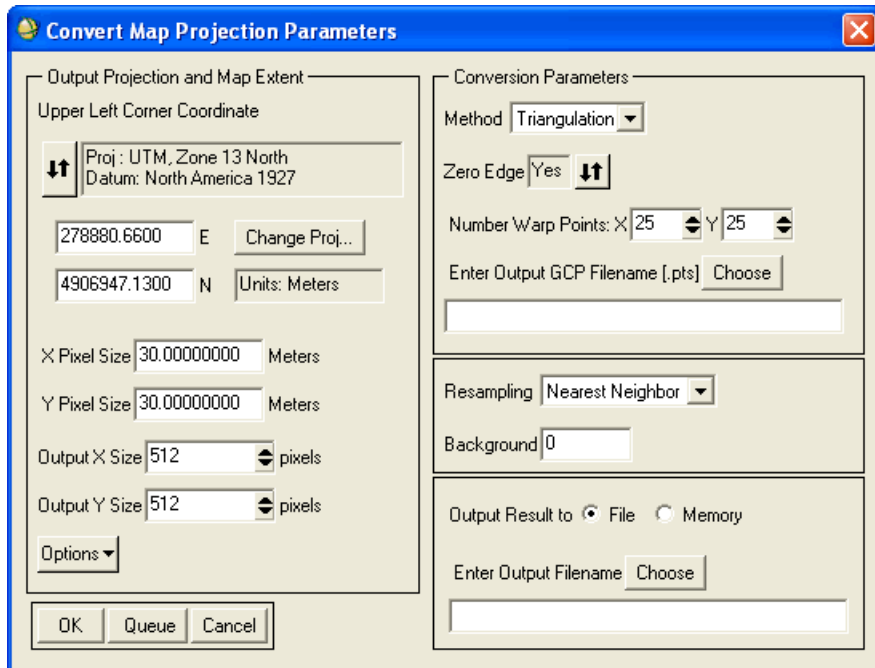 Convert Map Projection Parameters
Output Projection and Map Extent
Upper Left Corner Coordinate
Proj : UTM, Zone 13 North
Datum: North America 1927
278880.6600 E Change Proj...
4906947.1300 N Units: Meters
X Pixel Size 30.00000000 Meters
Y Pixel Size 30.00000000 Meters
Output X Size 512 pixels
Output Y Size 512 pixels
Options
OK Queue Cancel
Conversion Parameters
Method Triangulation
Zero Edge Yes
Number Warp Points: X 25 Y 25
Enter Output GCP Filename [.pts] Choose
Resampling Nearest Neighbor
Background 0
Output Result to File Memory
Enter Output Filename Choose